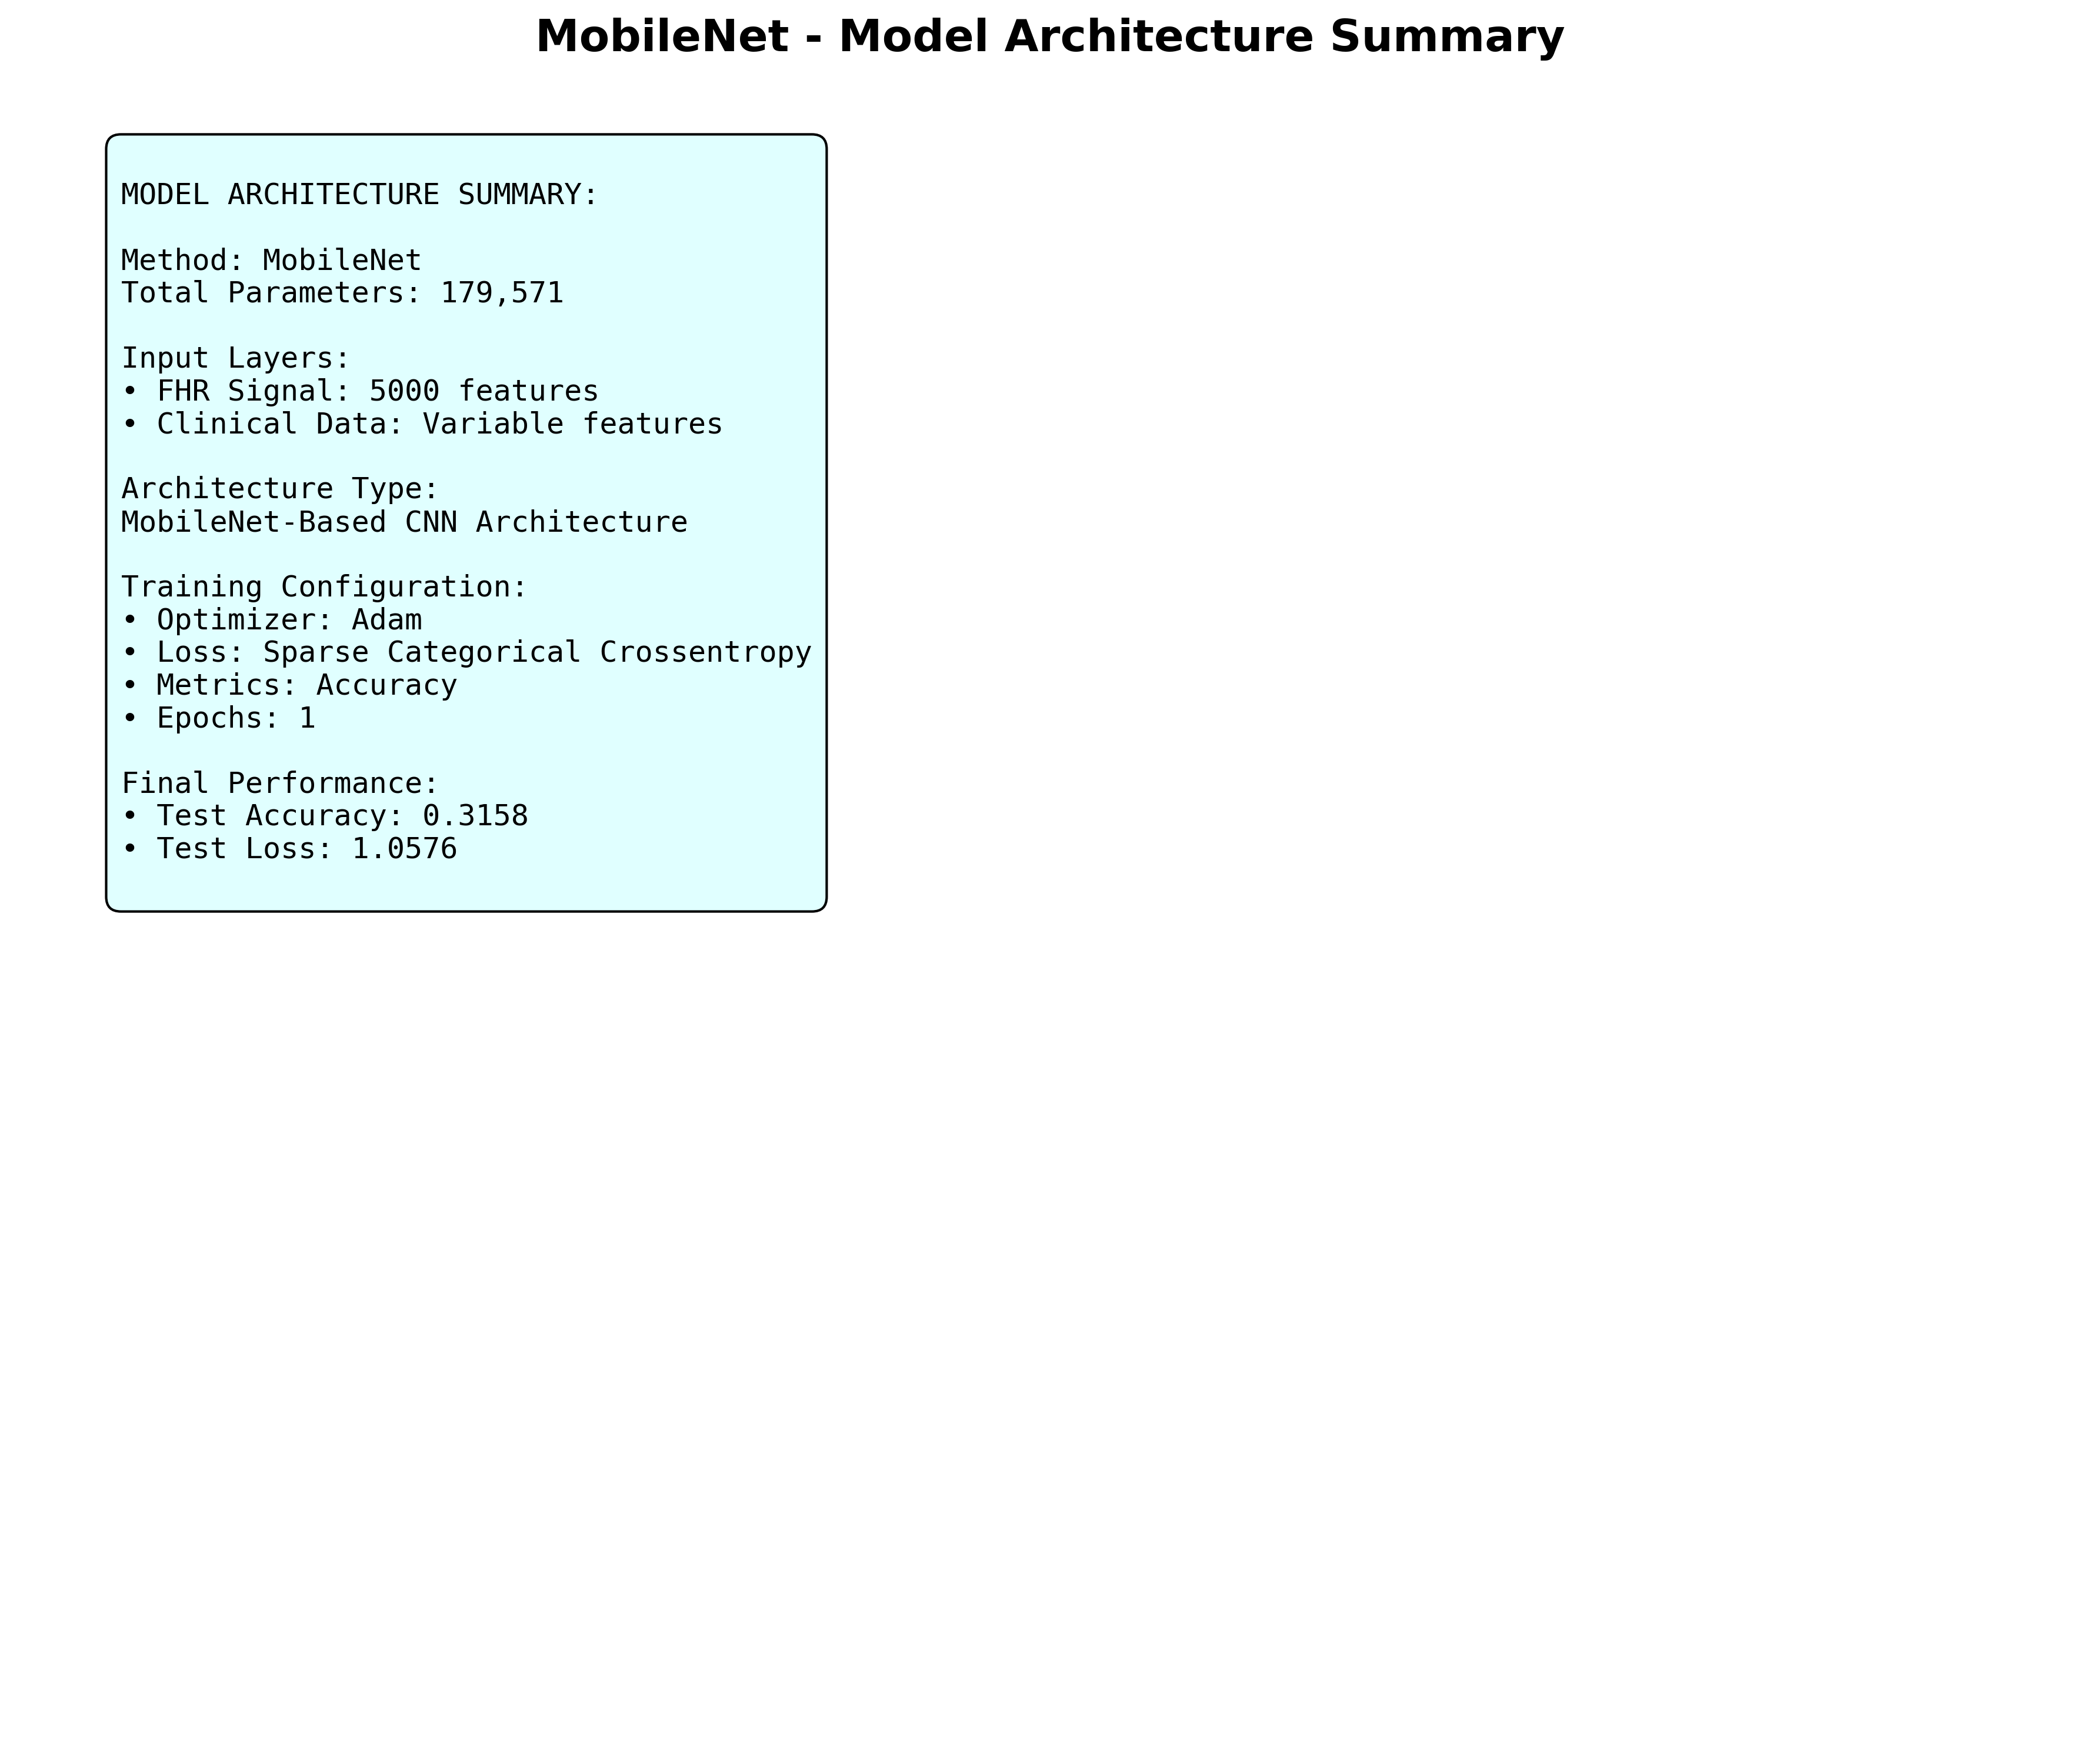 MobileNet - Model Architecture Summary
MODEL ARCHITECTURE SUMMARY:
Method: MobileNet
Total Parameters: 179,571
Input Layers:
• FHR Signal: 5000 features
• Clinical Data: Variable features
Architecture Type:
MobileNet-Based CNN Architecture
Training Configuration:
• Optimizer: Adam
• Loss: Sparse Categorical Crossentropy
• Metrics: Accuracy
• Epochs: 1
Final Performance:
• Test Accuracy: 0.3158
• Test Loss: 1.0576